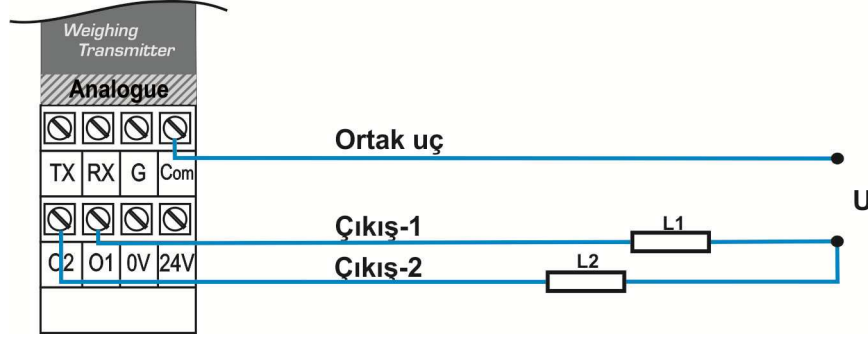 Weighing
Transmitter
Analogue
Ortak uç
TX RX G Com
U
Çıkış-1
L1
O2 O1 0V 24V
Çıkış-2
L2